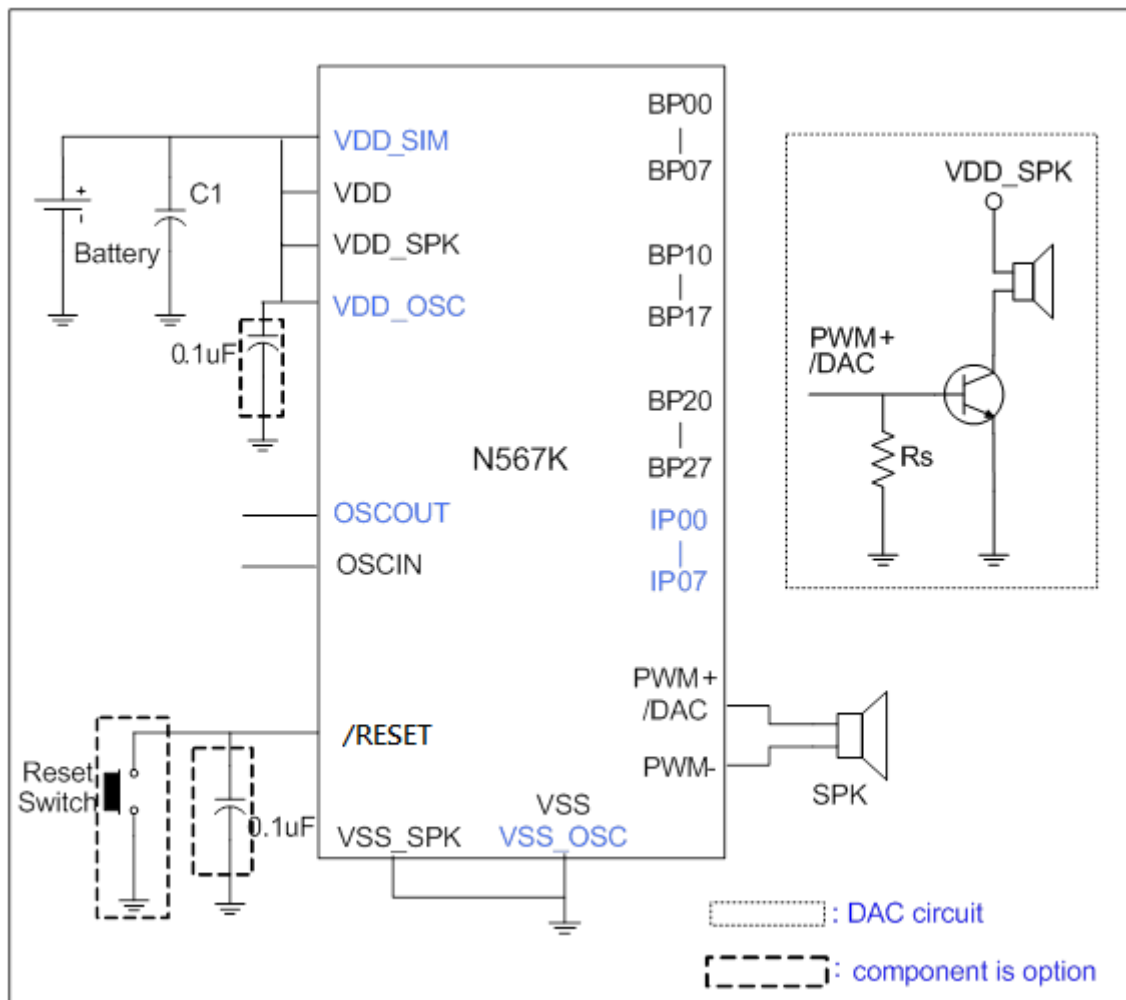 BP00
|
BP07
VDD_SIM
VDD
VDD_SPK
VDD_OSC
C1
+
Battery
0.1uF
BP10
|
BP17
BP20
|
BP27
N567K
OSCOUT
OSCIN
IP00
|
IP07
VDD_SPK
PWM+
/DAC
Rs
/RESET
Reset
Switch
0.1uF
PWM+
/DAC
PWM-
SPK
VSS_SPK
VSS
VSS_OSC
: DAC circuit
: component is option